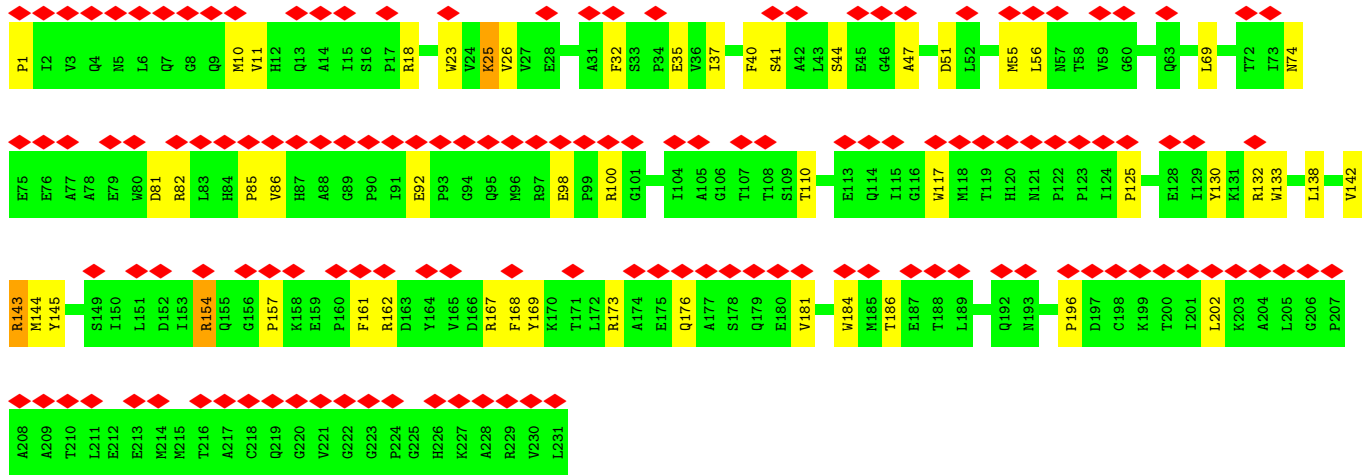 P1 I2 V3 Q4 N5 L6 Q7 G8 Q9 M10 V11 H12 Q13 A14 I15 S16 P17 R18 W23 V24 K25 V26 V27 E28 A31 F32 S33 P34 E35 V36 I37 F40 S41 A42 L43 S44 E45 G46 A47 D51 L52 M55 L56 N57 T58 V59 G60 Q63 L69 T72 I73 N74
E75 E76 A77 A78 E79 W80 D81 R82 L83 H84 P85 V86 H87 A88 G89 P90 I91 E92 P93 G94 Q95 M96 R97 E98 P99 R100 G101 I104 A105 G106 T107 T108 S109 T110 E113 Q114 I115 G116 W117 M118 T119 H120 N121 P122 P123 I124 P125 E128 I129 Y130 K131 R132 W133 L138 V142
R143 M144 Y145 S149 I150 L151 D152 I153 R154 Q155 G156 P157 K158 E159 P160 F161 R162 D163 Y164 V165 D166 R167 F168 Y169 K170 T171 L172 R173 A174 E175 Q176 A177 S178 Q179 E180 V181 W184 M185 T186 E187 T188 L189 Q192 N193 P196 D197 C198 K199 T200 I201 L202 K203 A204 L205 G206 P207
A208 A209 T210 L211 E212 E213 M214 M215 T216 A217 C218 Q219 G220 V221 G222 G223 P224 G225 H226 K227 A228 R229 V230 L231